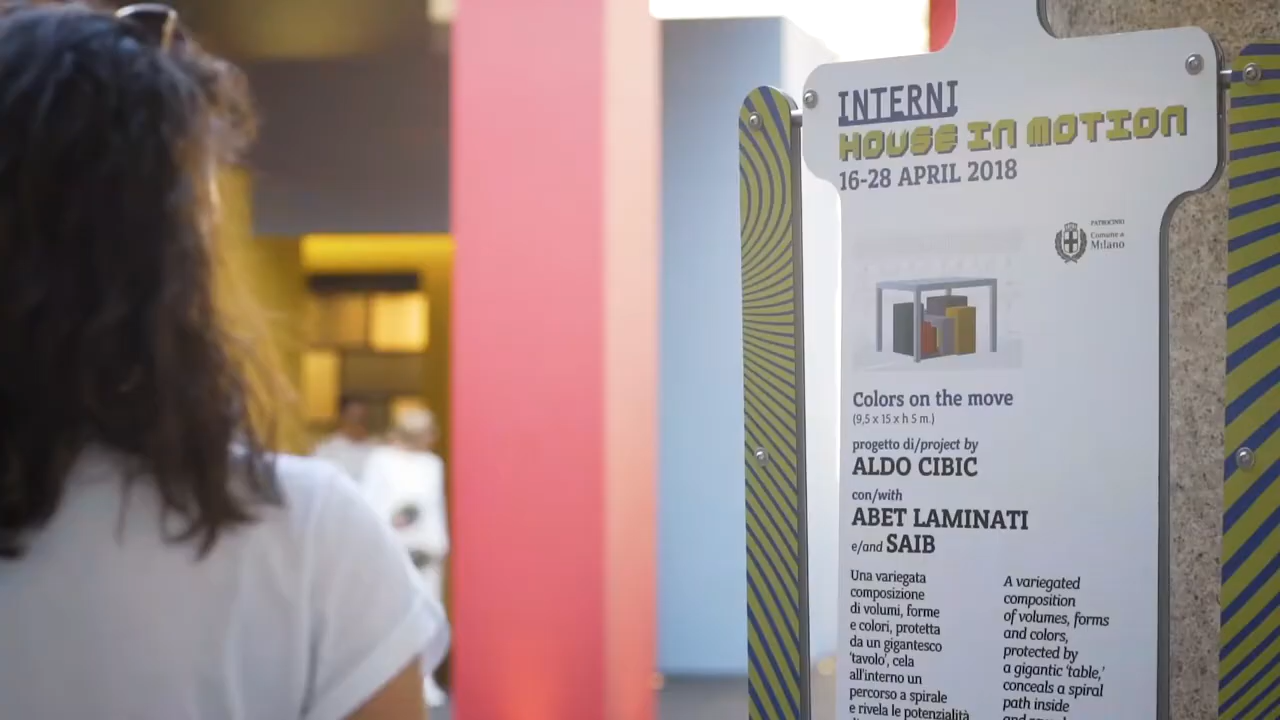 INTERNI
HOUSE IN MOTION
16-28 APRIL 2018
PATROCINIO
Comune di
Milano
Colors on the move
(9,5 x 15 x h 5 m.)
progetto di/project by
ALDO CIBIC
con/with
ABET LAMINATI
e/and SAIB
Una variegata
composizione
di volumi, forme
e colori, protetta
da un gigantesco
'tavolo', cela
all'interno un
percorso a spirale
e rivela le potenzialità
A variegated
composition
of volumes, forms
and colors,
protected by
a gigantic 'table,'
conceals a spiral
path inside